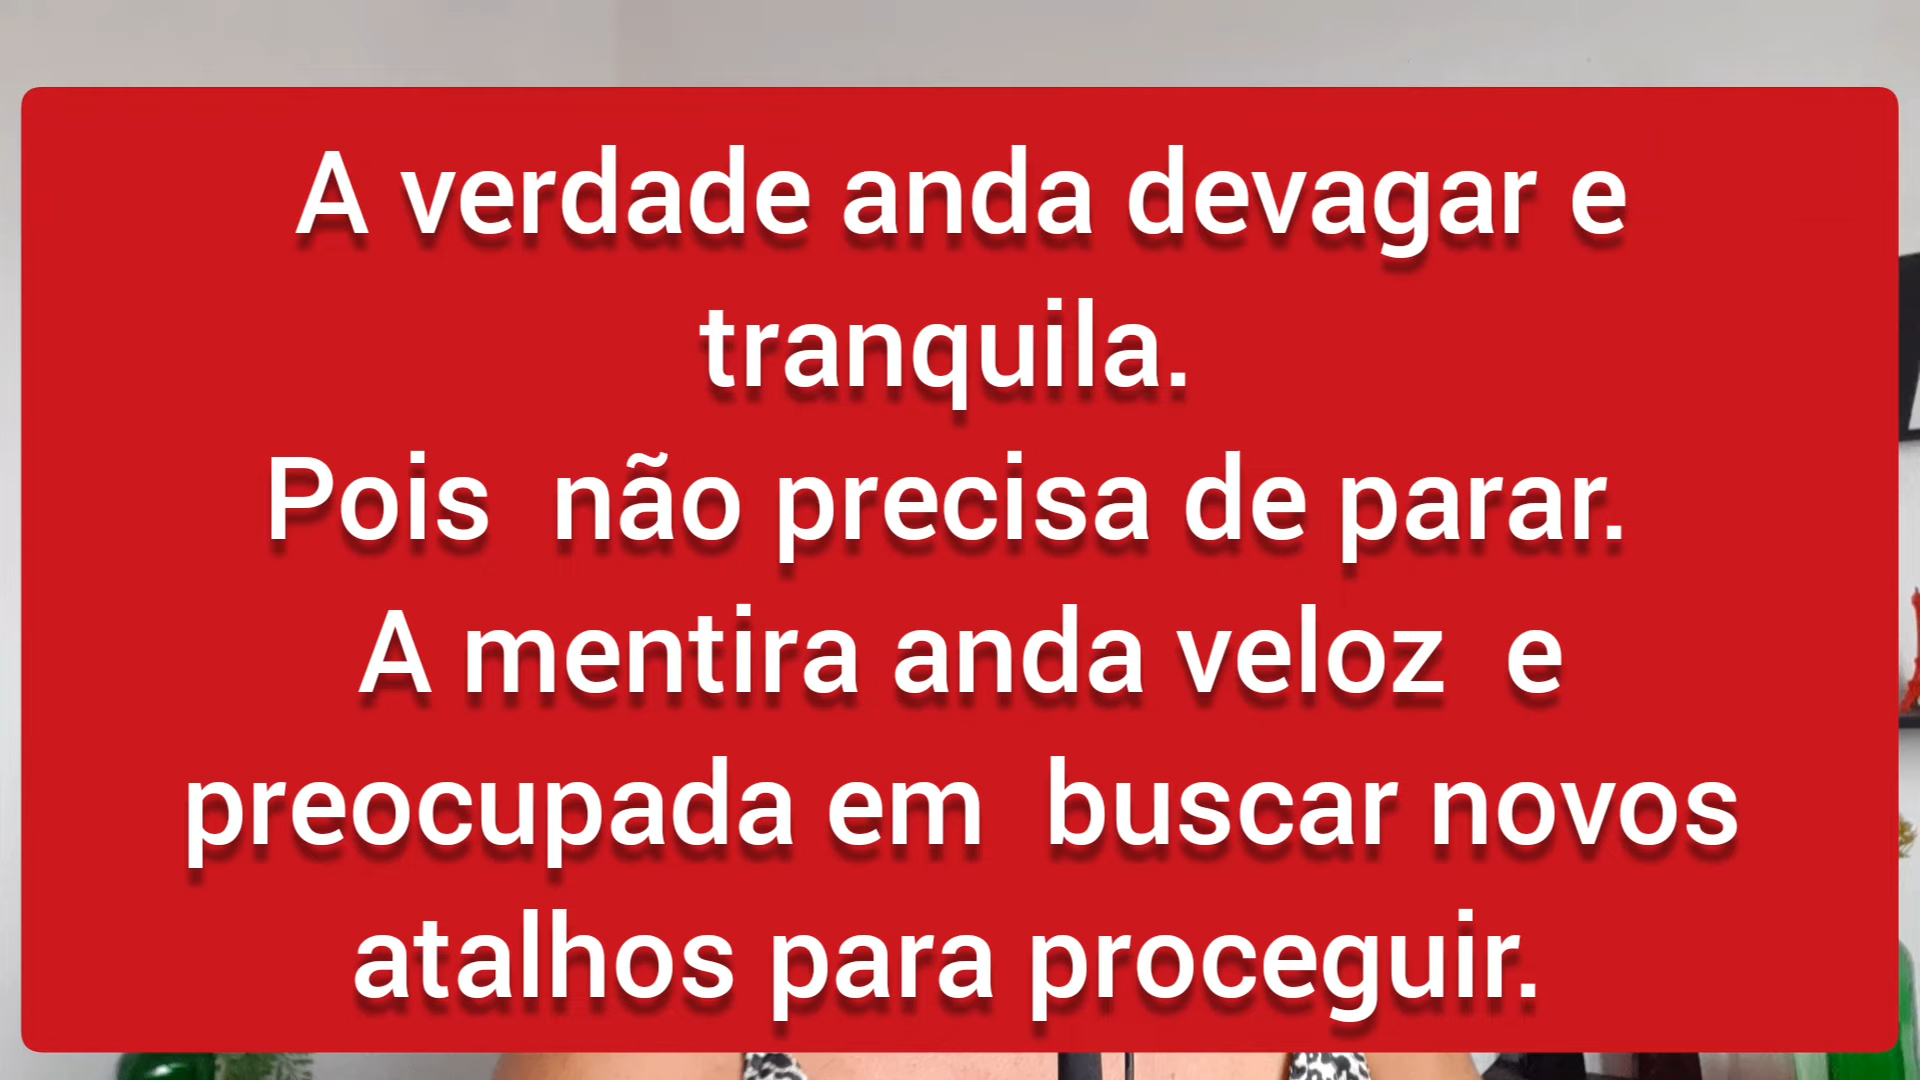 A verdade anda devagar e
tranquila.
Pois  não precisa de parar.
A mentira anda veloz  e
preocupada em  buscar novos
atalhos para proceguir.